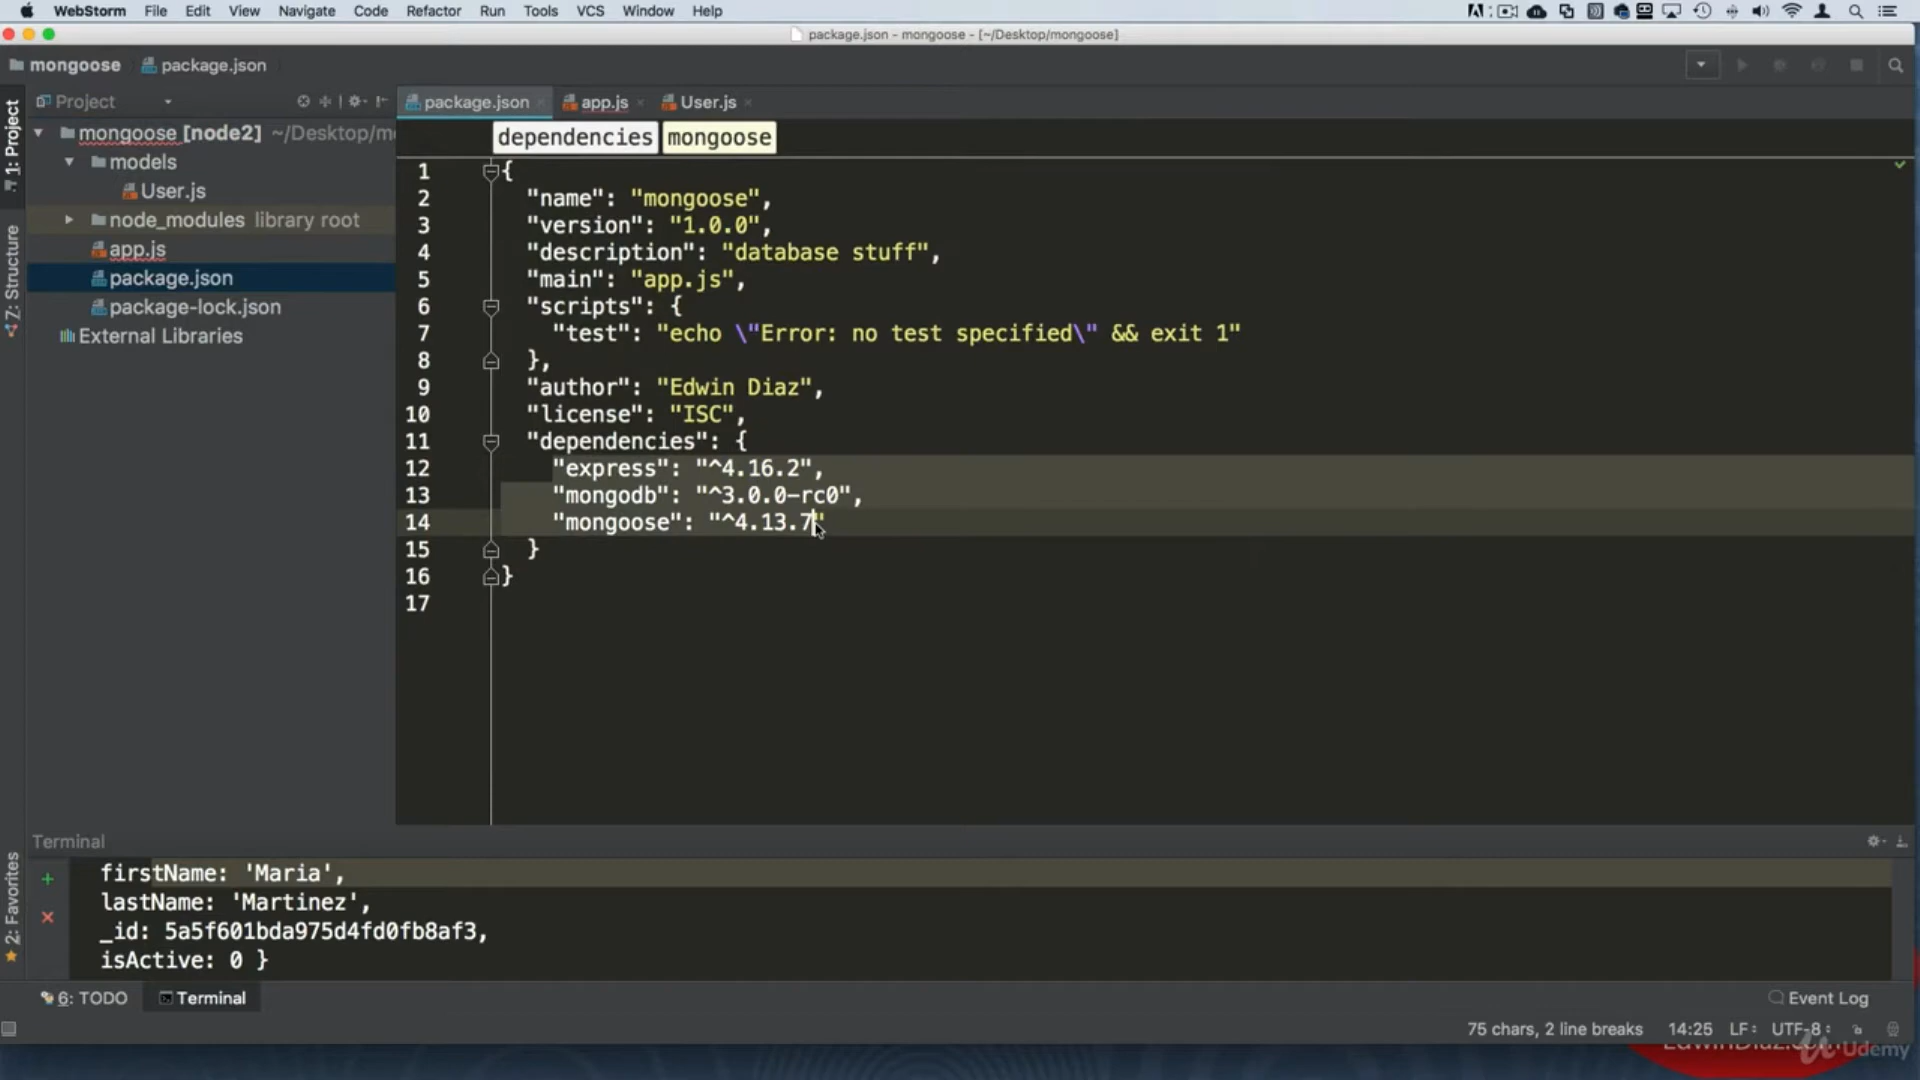 WebStorm File Edit View Navigate Code Refactor Run Tools VCS Window Help
package.json - mongoose - [~/Desktop/mongoose]
mongoose package.json
Project
package.json app.js User.js
1: Project
Z: Structure
2: Favorites
mongoose [node2] ~/Desktop/m
models
User.js
node_modules library root
app.js
package.json
package-lock.json
External Libraries
dependencies mongoose
1 {
2 "name": "mongoose",
3 "version": "1.0.0",
4 "description": "database stuff",
5 "main": "app.js",
6 "scripts": {
7 "test": "echo \"Error: no test specified\" && exit 1"
8 },
9 "author": "Edwin Diaz",
10 "license": "ISC",
11 "dependencies": {
12 "express": "^4.16.2",
13 "mongodb": "^3.0.0-rc0",
14 "mongoose": "^4.13.7"
15 }
16 }
17
Terminal
firstName: 'Maria',
lastName: 'Martinez',
_id: 5a5f601bda975d4fd0fb8af3,
isActive: 0 }
6: TODO Terminal Event Log
75 chars, 2 line breaks 14:25 LF: UTF-8:
EdwinDiaz.com
Udemy